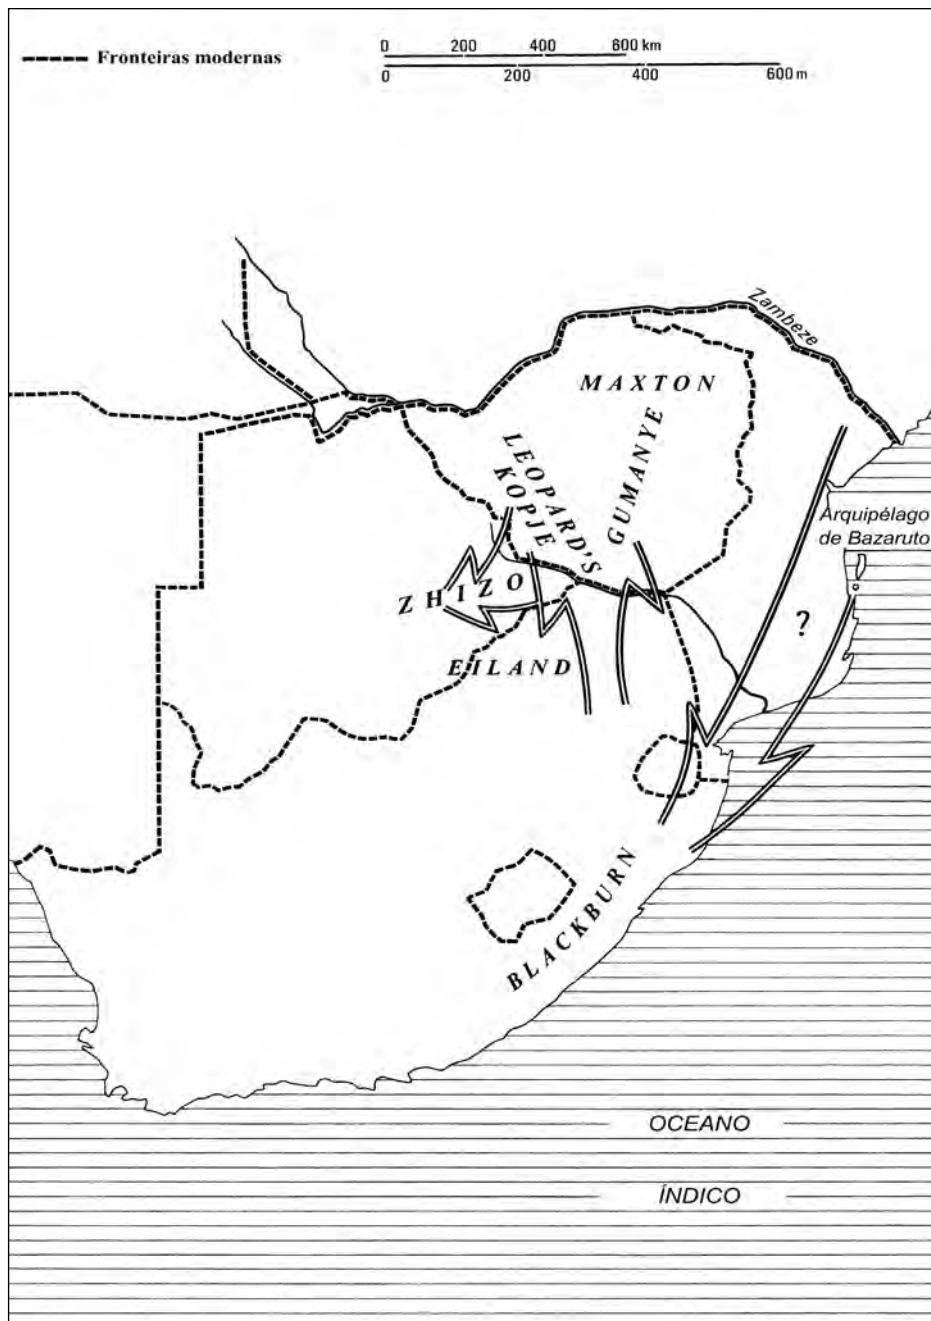 Fronteiras modernas
0 200 400 600 km
0 200 400 600 m
Zambeze
MAXTON
GUMANYE
LEOPARD'S
KOPJE
Arquipélago
de Bazaruto
ZHIZO
?
EILAND
BLACKBURN
OCEANO
ÍNDICO